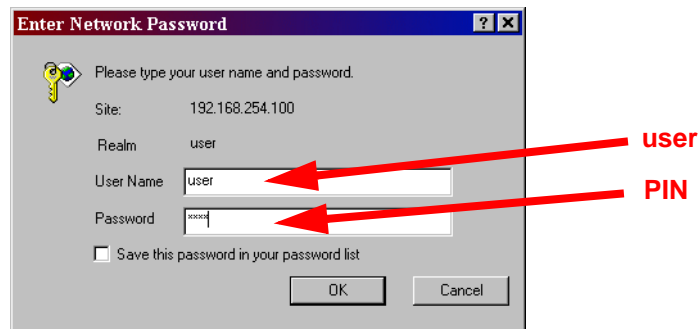 Enter Network Password
Please type your user name and password.
Site: 192.168.254.100
Realm user
User Name user
Password xxxx
Save this password in your password list
OK Cancel
user
PIN